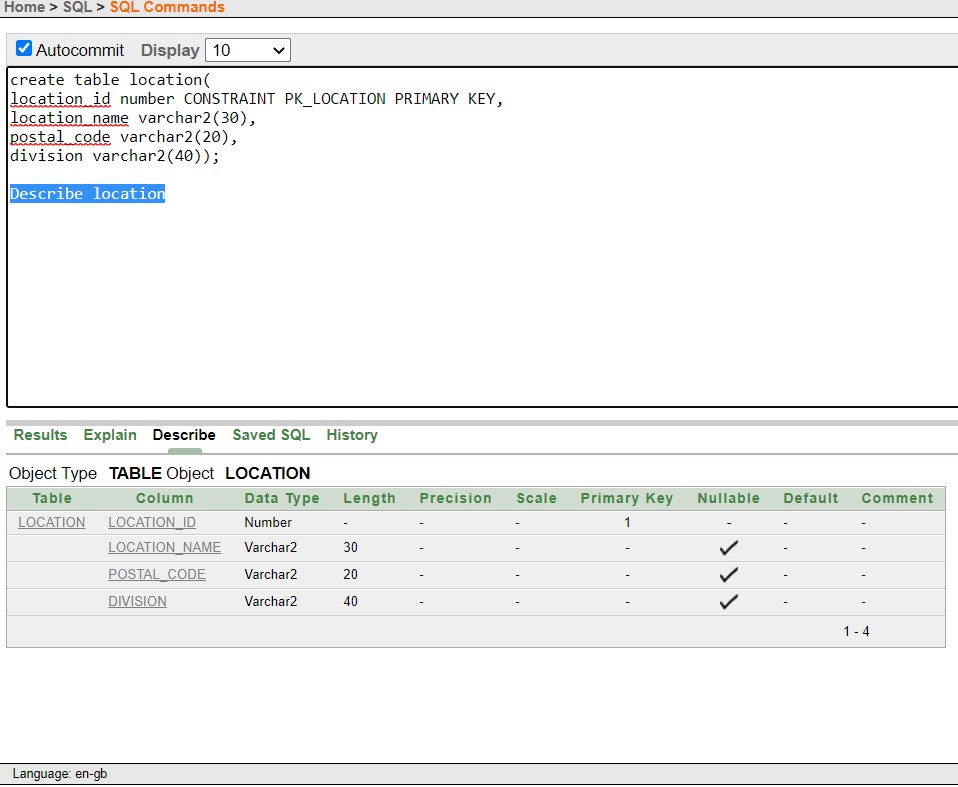 Home > SQL > SQL Commands
Autocommit Display 10
create table location(
location_id number CONSTRAINT PK_LOCATION PRIMARY KEY,
location_name varchar2(30),
postal_code varchar2(20),
division varchar2(40));
Describe location
Results Explain Describe Saved SQL History
Object Type TABLE Object LOCATION
Table Column Data Type Length Precision Scale Primary Key Nullable Default Comment
LOCATION LOCATION_ID Number - - - 1 - - -
LOCATION_NAME Varchar2 30 - - - ✓ - -
POSTAL_CODE Varchar2 20 - - - ✓ - -
DIVISION Varchar2 40 - - - ✓ - -
1 - 4
Language: en-gb